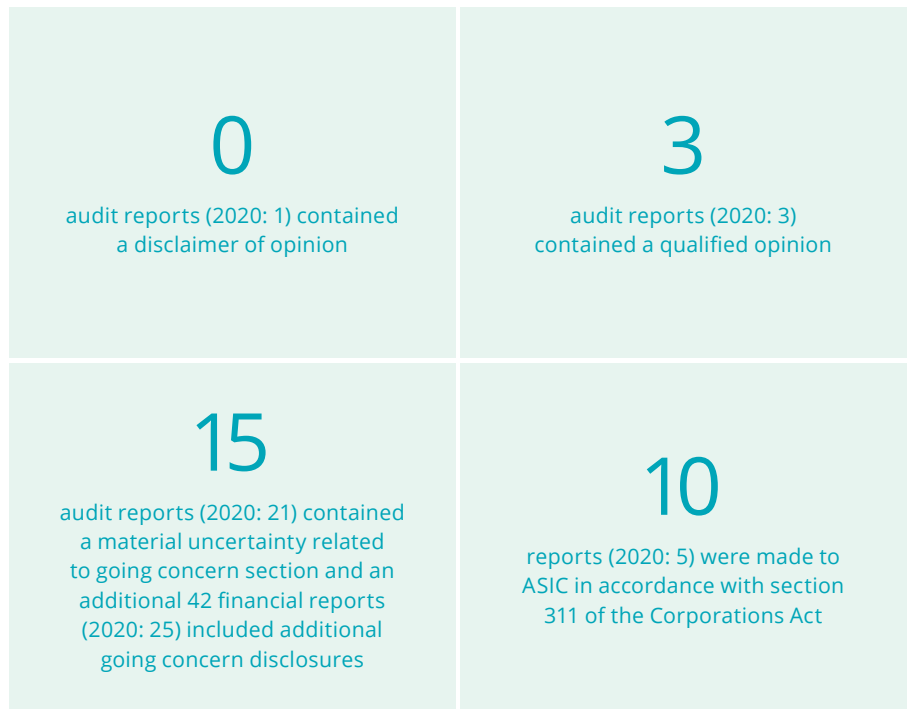 0
audit reports (2020: 1) contained
a disclaimer of opinion
3
audit reports (2020: 3)
contained a qualified opinion
15
audit reports (2020: 21) contained
a material uncertainty related
to going concern section and an
additional 42 financial reports
(2020: 25) included additional
going concern disclosures
10
reports (2020: 5) were made to
ASIC in accordance with section
311 of the Corporations Act